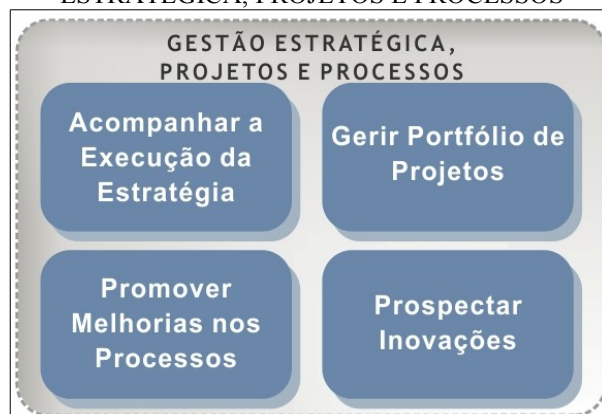 ESTRATÉGICA, PROJETOS E PROCESSOS
GESTÃO ESTRATÉGICA,
PROJETOS E PROCESSOS
Acompanhar a
Execução da
Estratégia
Gerir Portfólio de
Projetos
Promover
Melhorias nos
Processos
Prospectar
Inovações